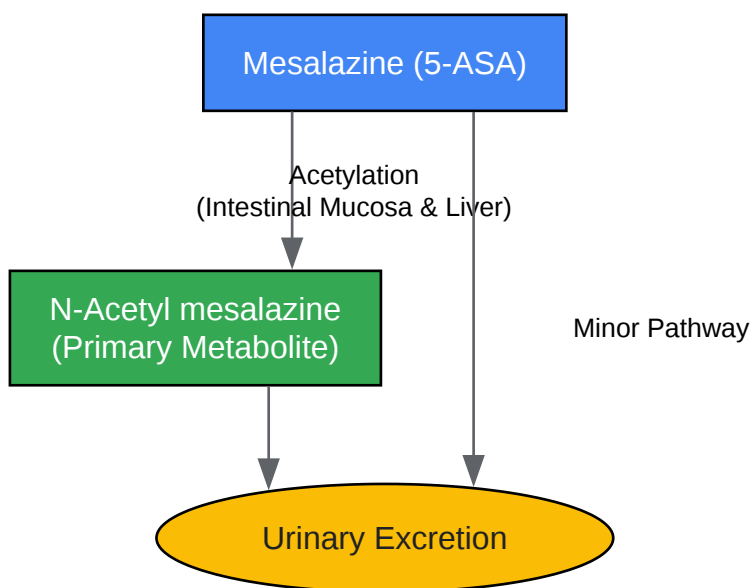 Mesalazine (5-ASA)
Acetylation
(Intestinal Mucosa & Liver)
N-Acetyl mesalazine
(Primary Metabolite)
Minor Pathway
Urinary Excretion